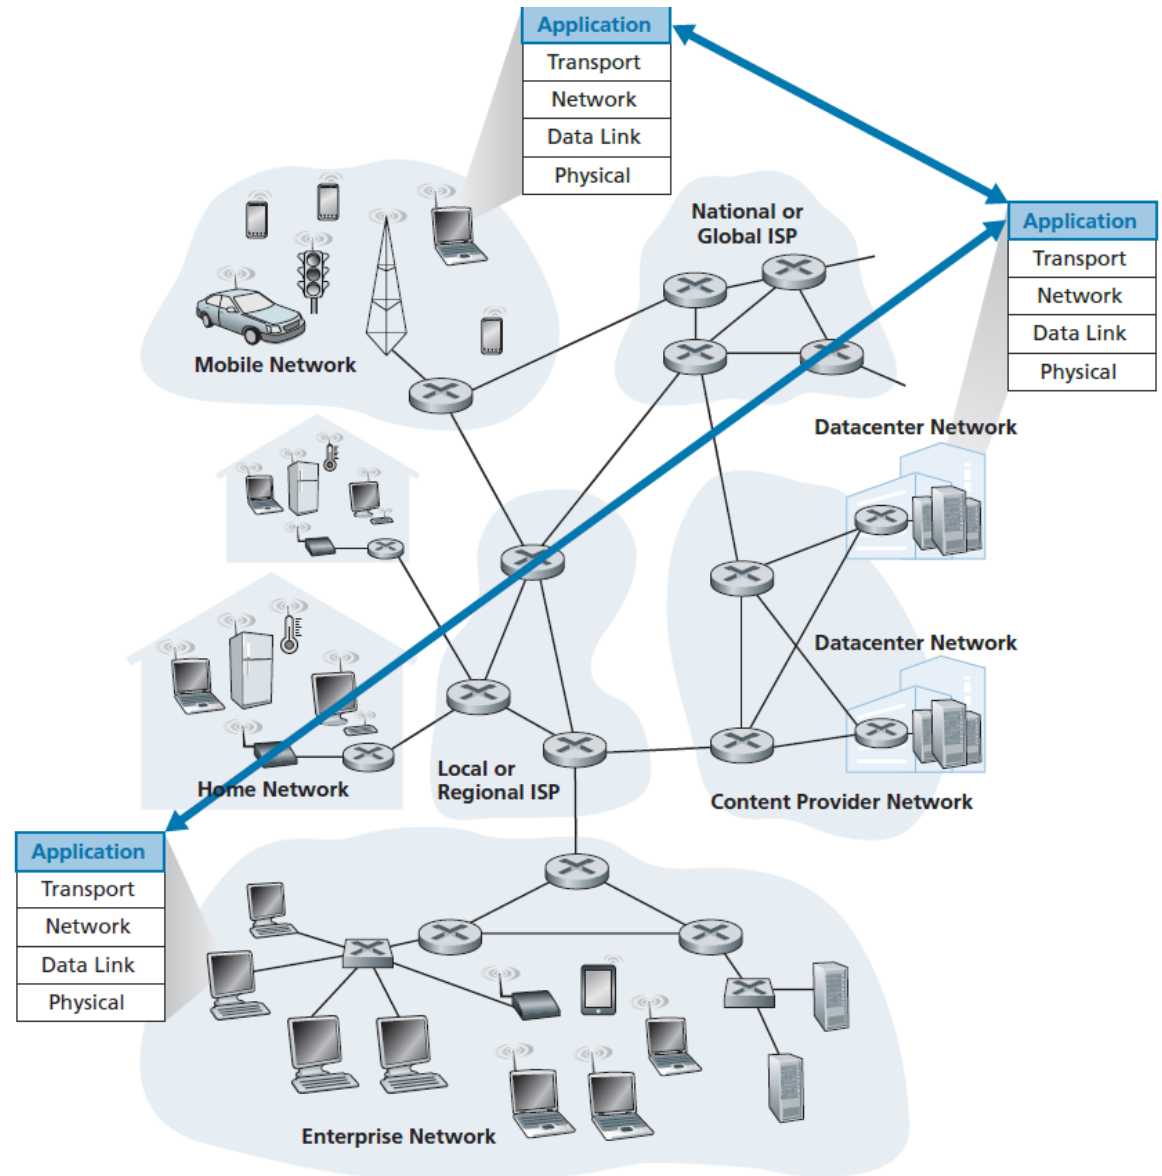 Application
Transport
Network
Data Link
Physical
National or
Global ISP
Application
Transport
Network
Data Link
Physical
Mobile Network
Datacenter Network
Datacenter Network
Home Network
Local or
Regional ISP
Content Provider Network
Application
Transport
Network
Data Link
Physical
Enterprise Network